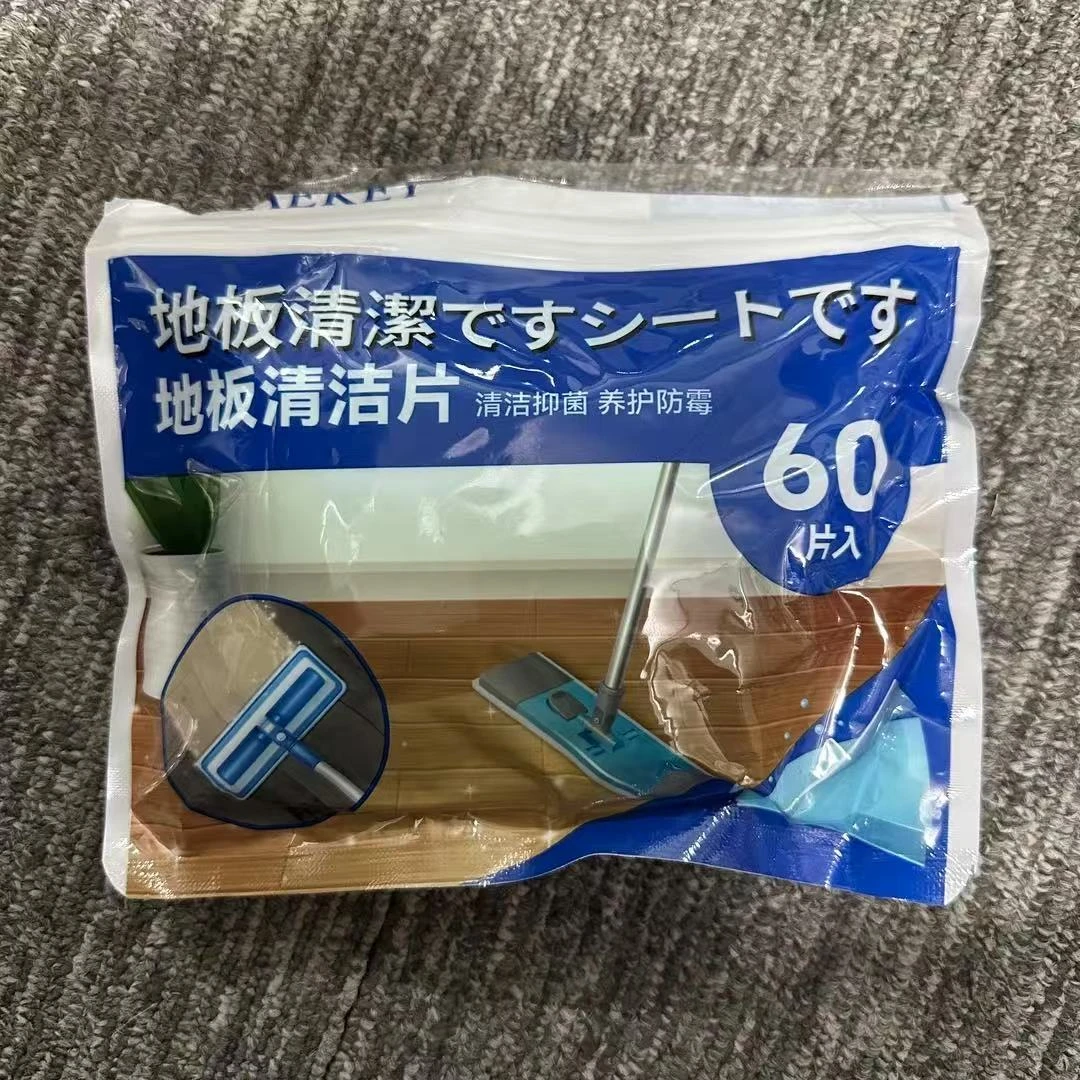 地板清潔ですシートです
地板清洁片 清洁抑菌 养护防霉
60
片入